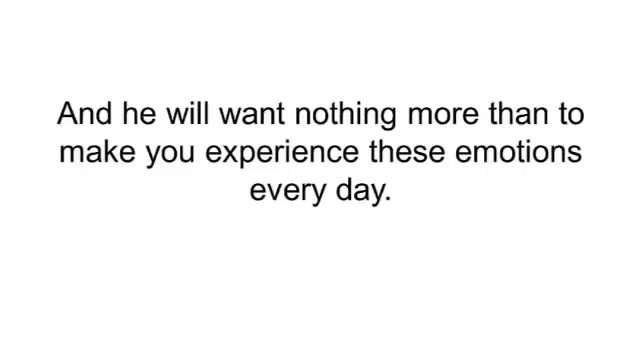 And he will want nothing more than to
make you experience these emotions
every day.